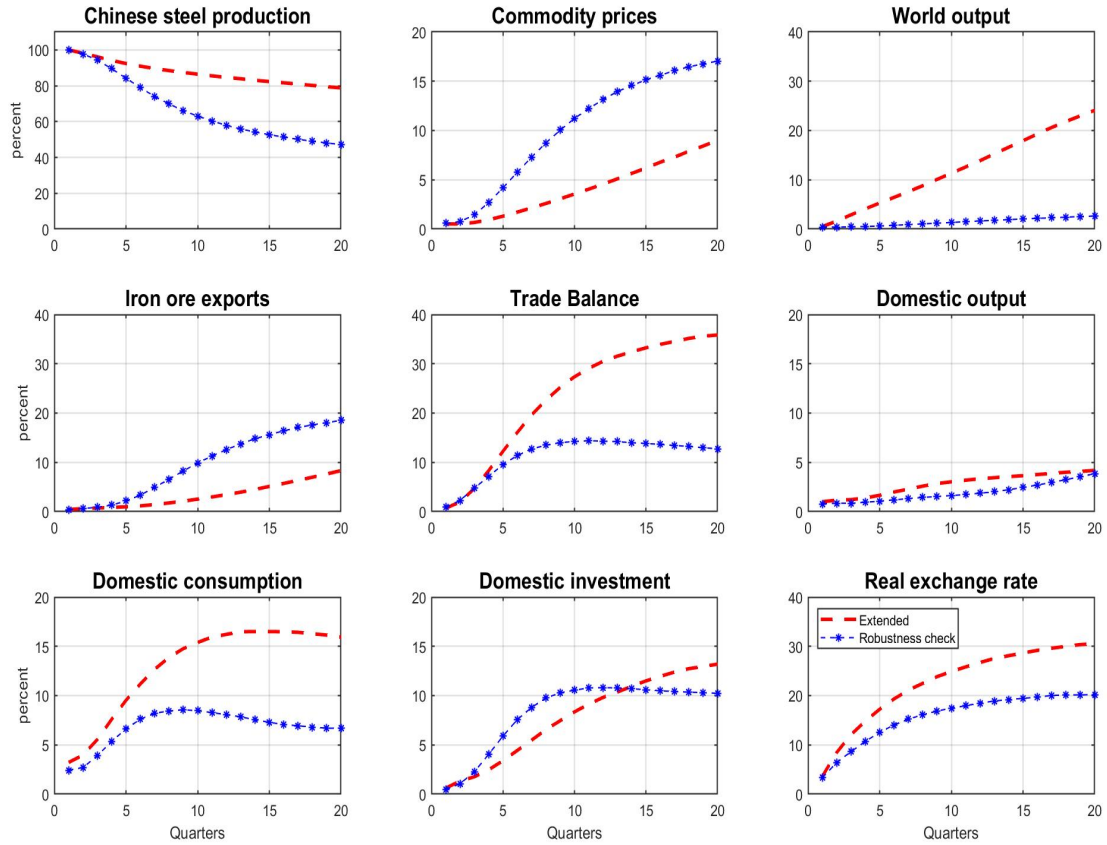 Chinese steel production
Commodity prices
World output
percent
100
80
60
40
20
0
0 5 10 15 20
20
15
10
5
0
0 5 10 15 20
40
30
20
10
0
0 5 10 15 20
Iron ore exports
Trade Balance
Domestic output
percent
40
30
20
10
0
0 5 10 15 20
40
30
20
10
0
0 5 10 15 20
20
15
10
5
0
0 5 10 15 20
Domestic consumption
Domestic investment
Real exchange rate
percent
20
15
10
5
0
0 5 10 15 20
Quarters
20
15
10
5
0
0 5 10 15 20
Quarters
40
30
20
10
0
Extended
Robustness check
0 5 10 15 20
Quarters